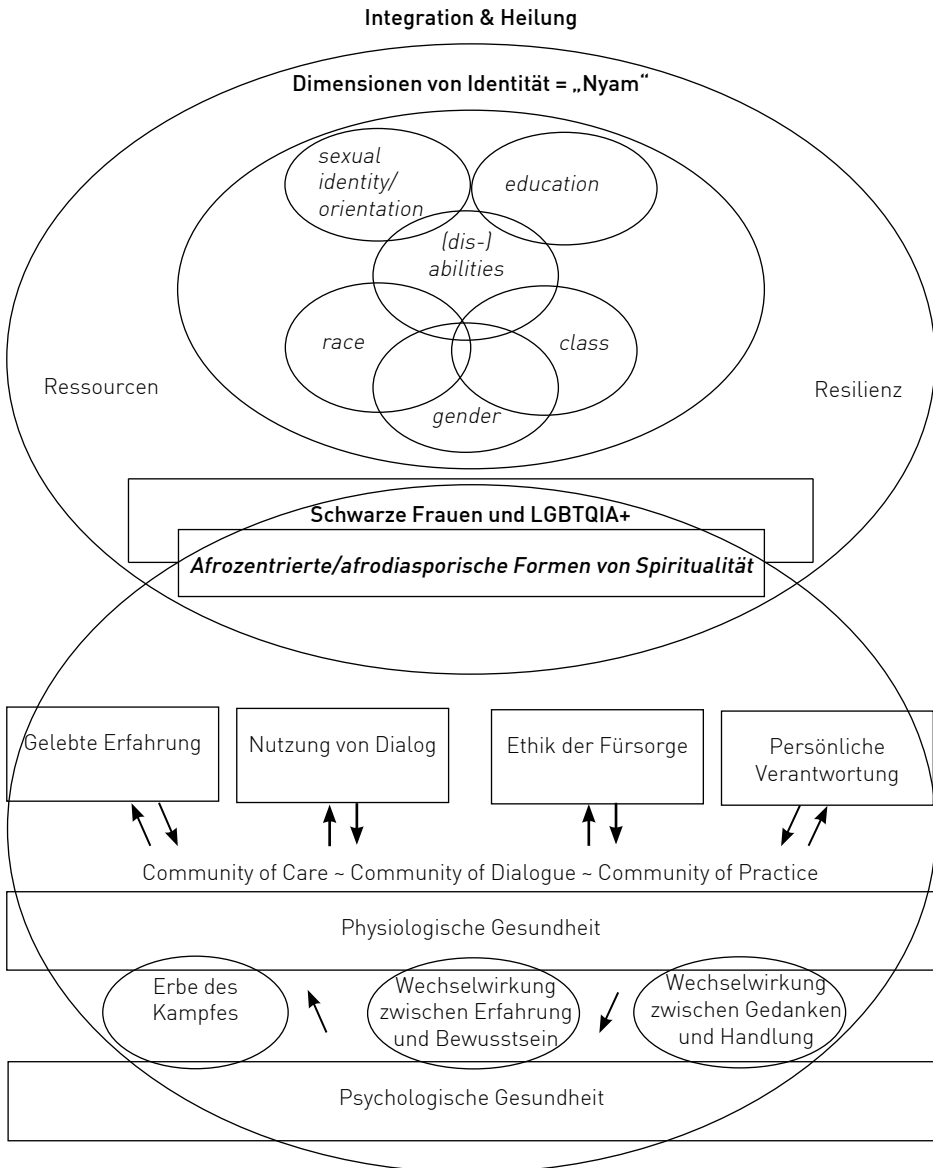 Integration & Heilung
Dimensionen von Identität = „Nyam“
sexual
identity/
orientation
education
(dis-)
abilities
race
class
gender
Ressourcen
Resilienz
Schwarze Frauen und LGBTQIA+
Afrozentrierte/afrodiasporische Formen von Spiritualität
Gelebte Erfahrung
Nutzung von Dialog
Ethik der Fürsorge
Persönliche
Verantwortung
Community of Care ~ Community of Dialogue ~ Community of Practice
Physiologische Gesundheit
Erbe des
Kampfes
Wechselwirkung
zwischen Erfahrung
und Bewusstsein
Wechselwirkung
zwischen Gedanken
und Handlung
Psychologische Gesundheit